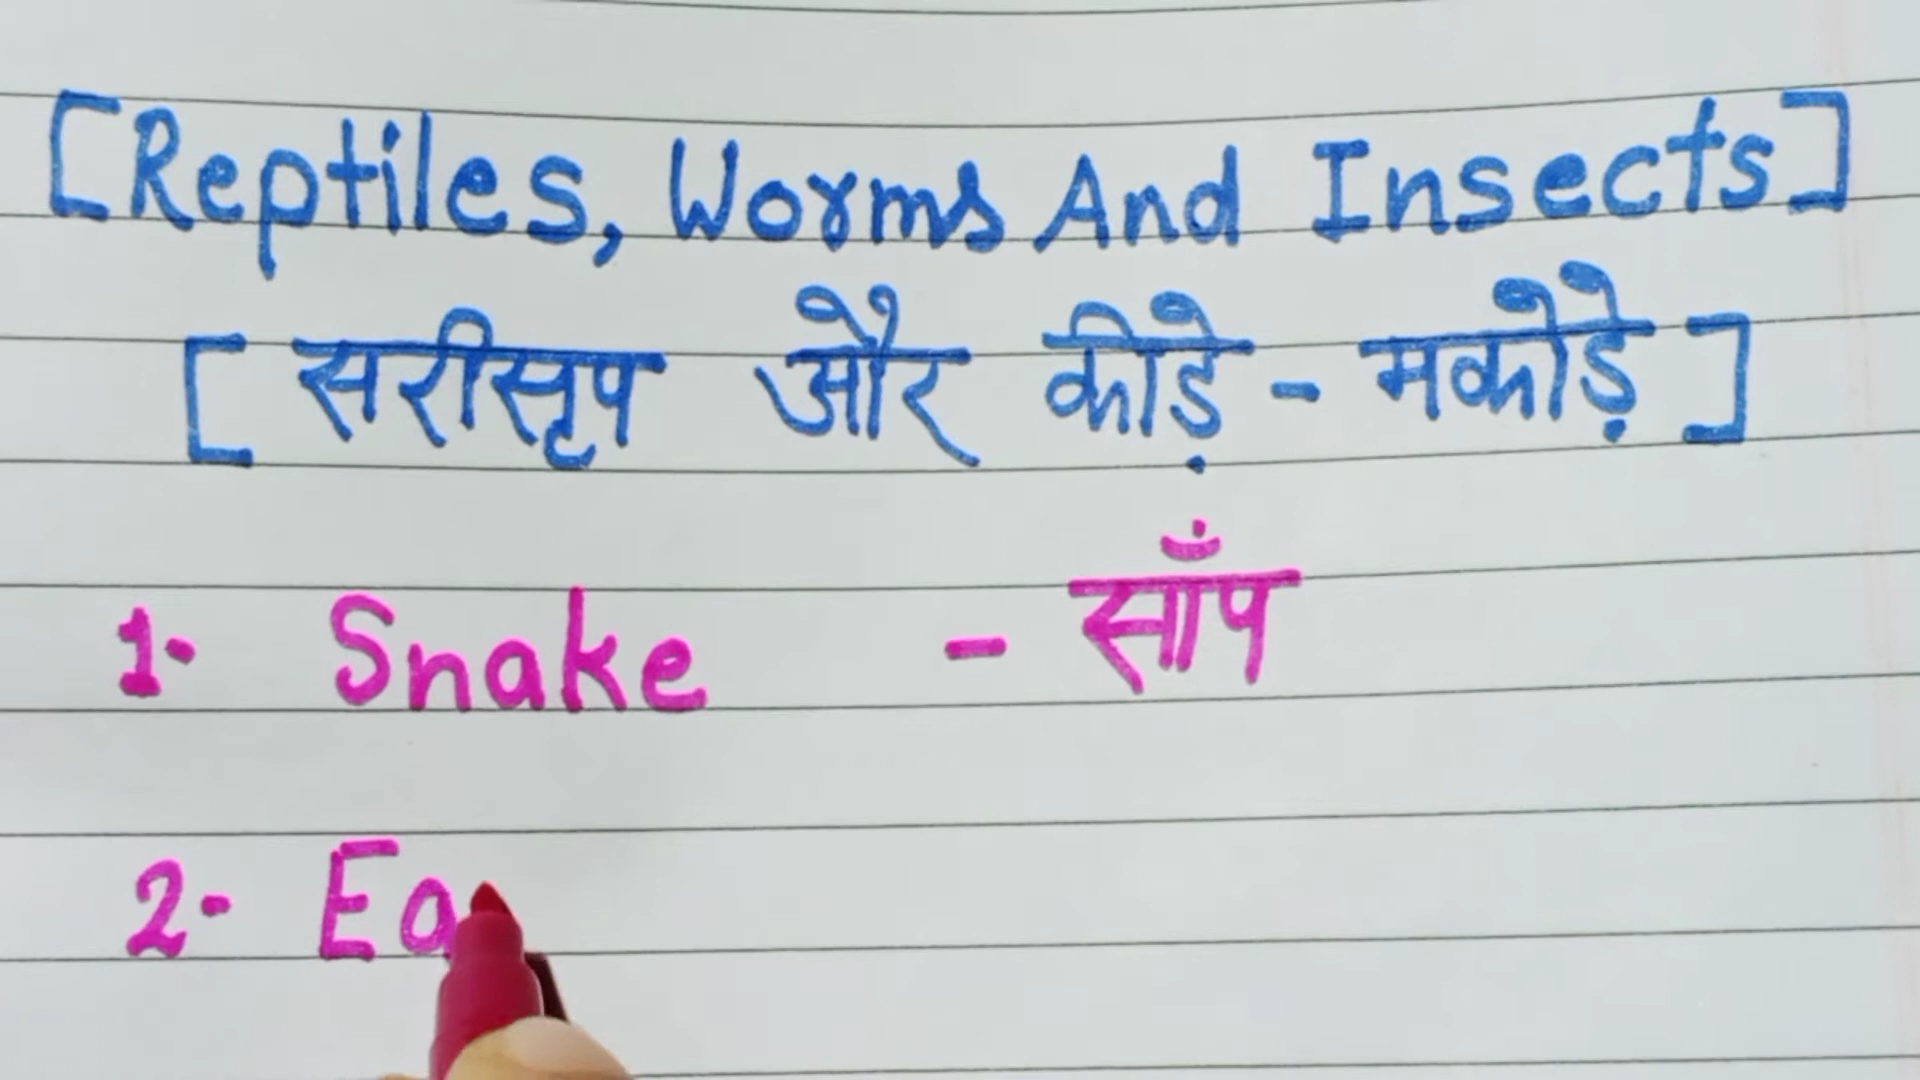 [Reptiles, Worms And Insects]
[सरीसृप और कीड़े - मकोड़े]
1. Snake - साँप
2. Ea